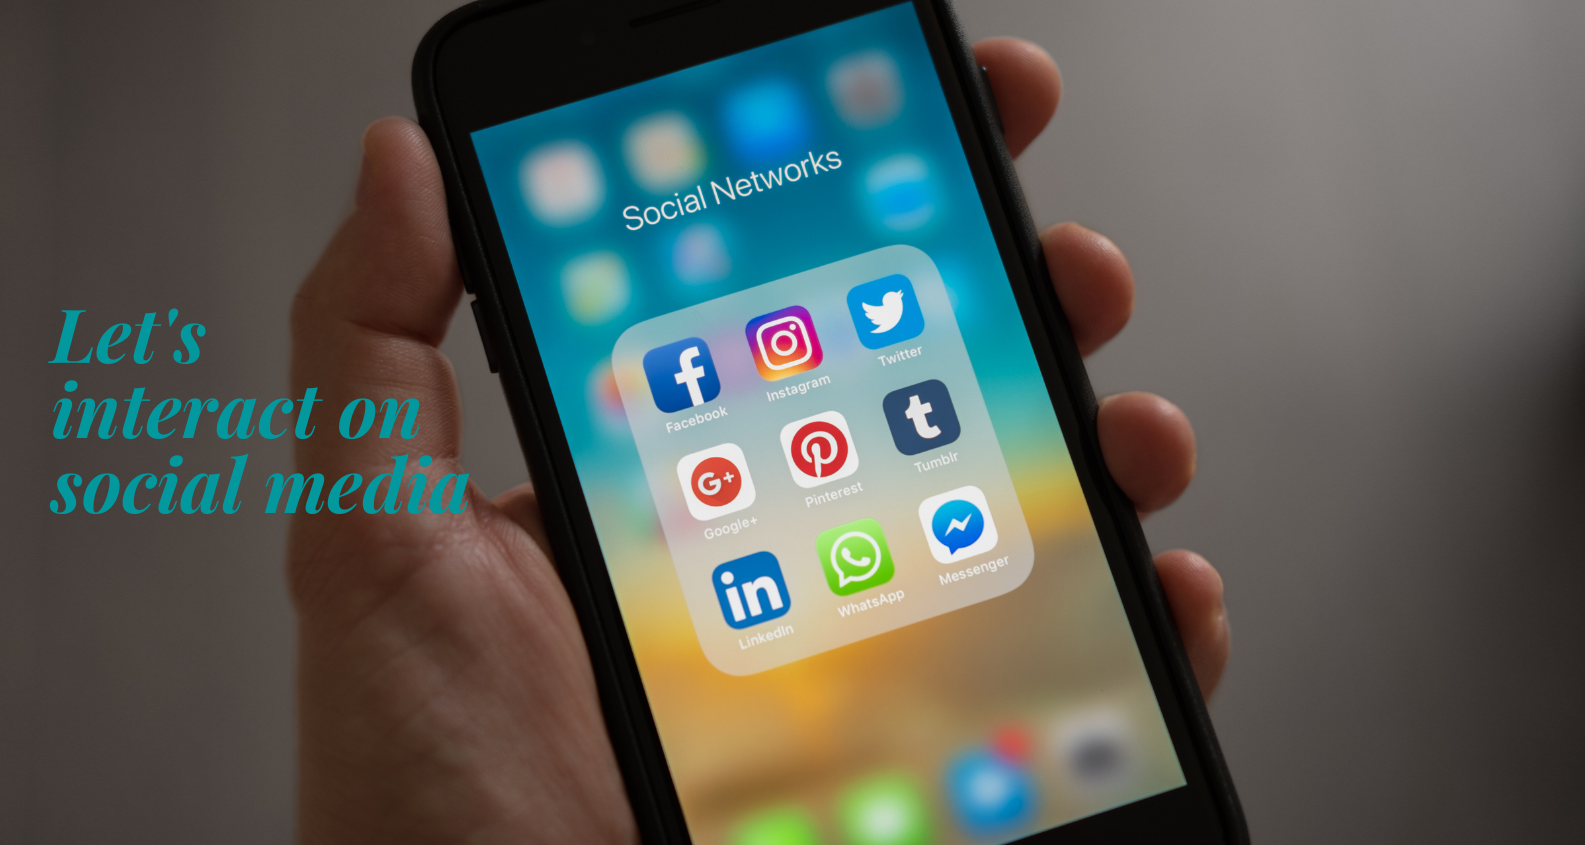 Let's
interact on
social media
Social Networks
Facebook
Instagram
Twitter
Google+
Pinterest
Tumblr
LinkedIn
WhatsApp
Messenger